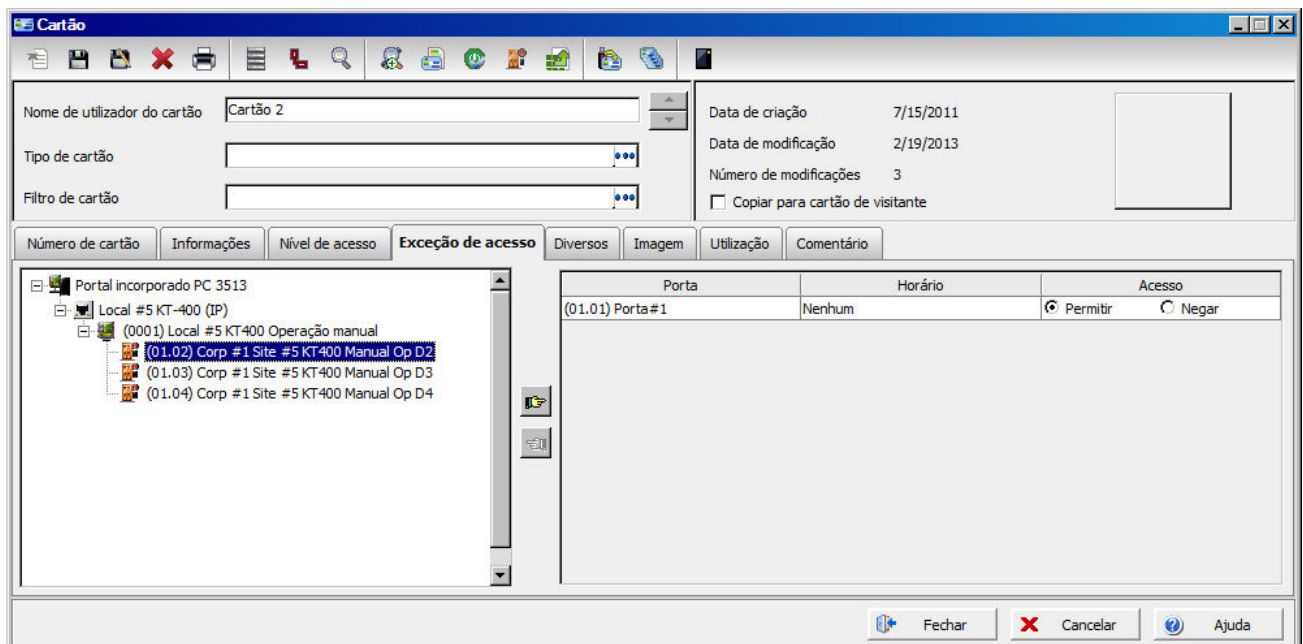 Cartão
Nome de utilizador do cartão
Cartão 2
Tipo de cartão
Filtro de cartão
Data de criação 7/15/2011
Data de modificação 2/19/2013
Número de modificações 3
Copiar para cartão de visitante
Número de cartão Informações Nível de acesso Exceção de acesso Diversos Imagem Utilização Comentário
Portal incorporado PC 3513
Local #5 KT-400 (IP)
(0001) Local #5 KT400 Operação manual
(01.02) Corp #1 Site #5 KT400 Manual Op D2
(01.03) Corp #1 Site #5 KT400 Manual Op D3
(01.04) Corp #1 Site #5 KT400 Manual Op D4
Porta Horário Acesso
(01.01) Porta#1 Nenhum Permitir Negar
Fechar Cancelar Ajuda